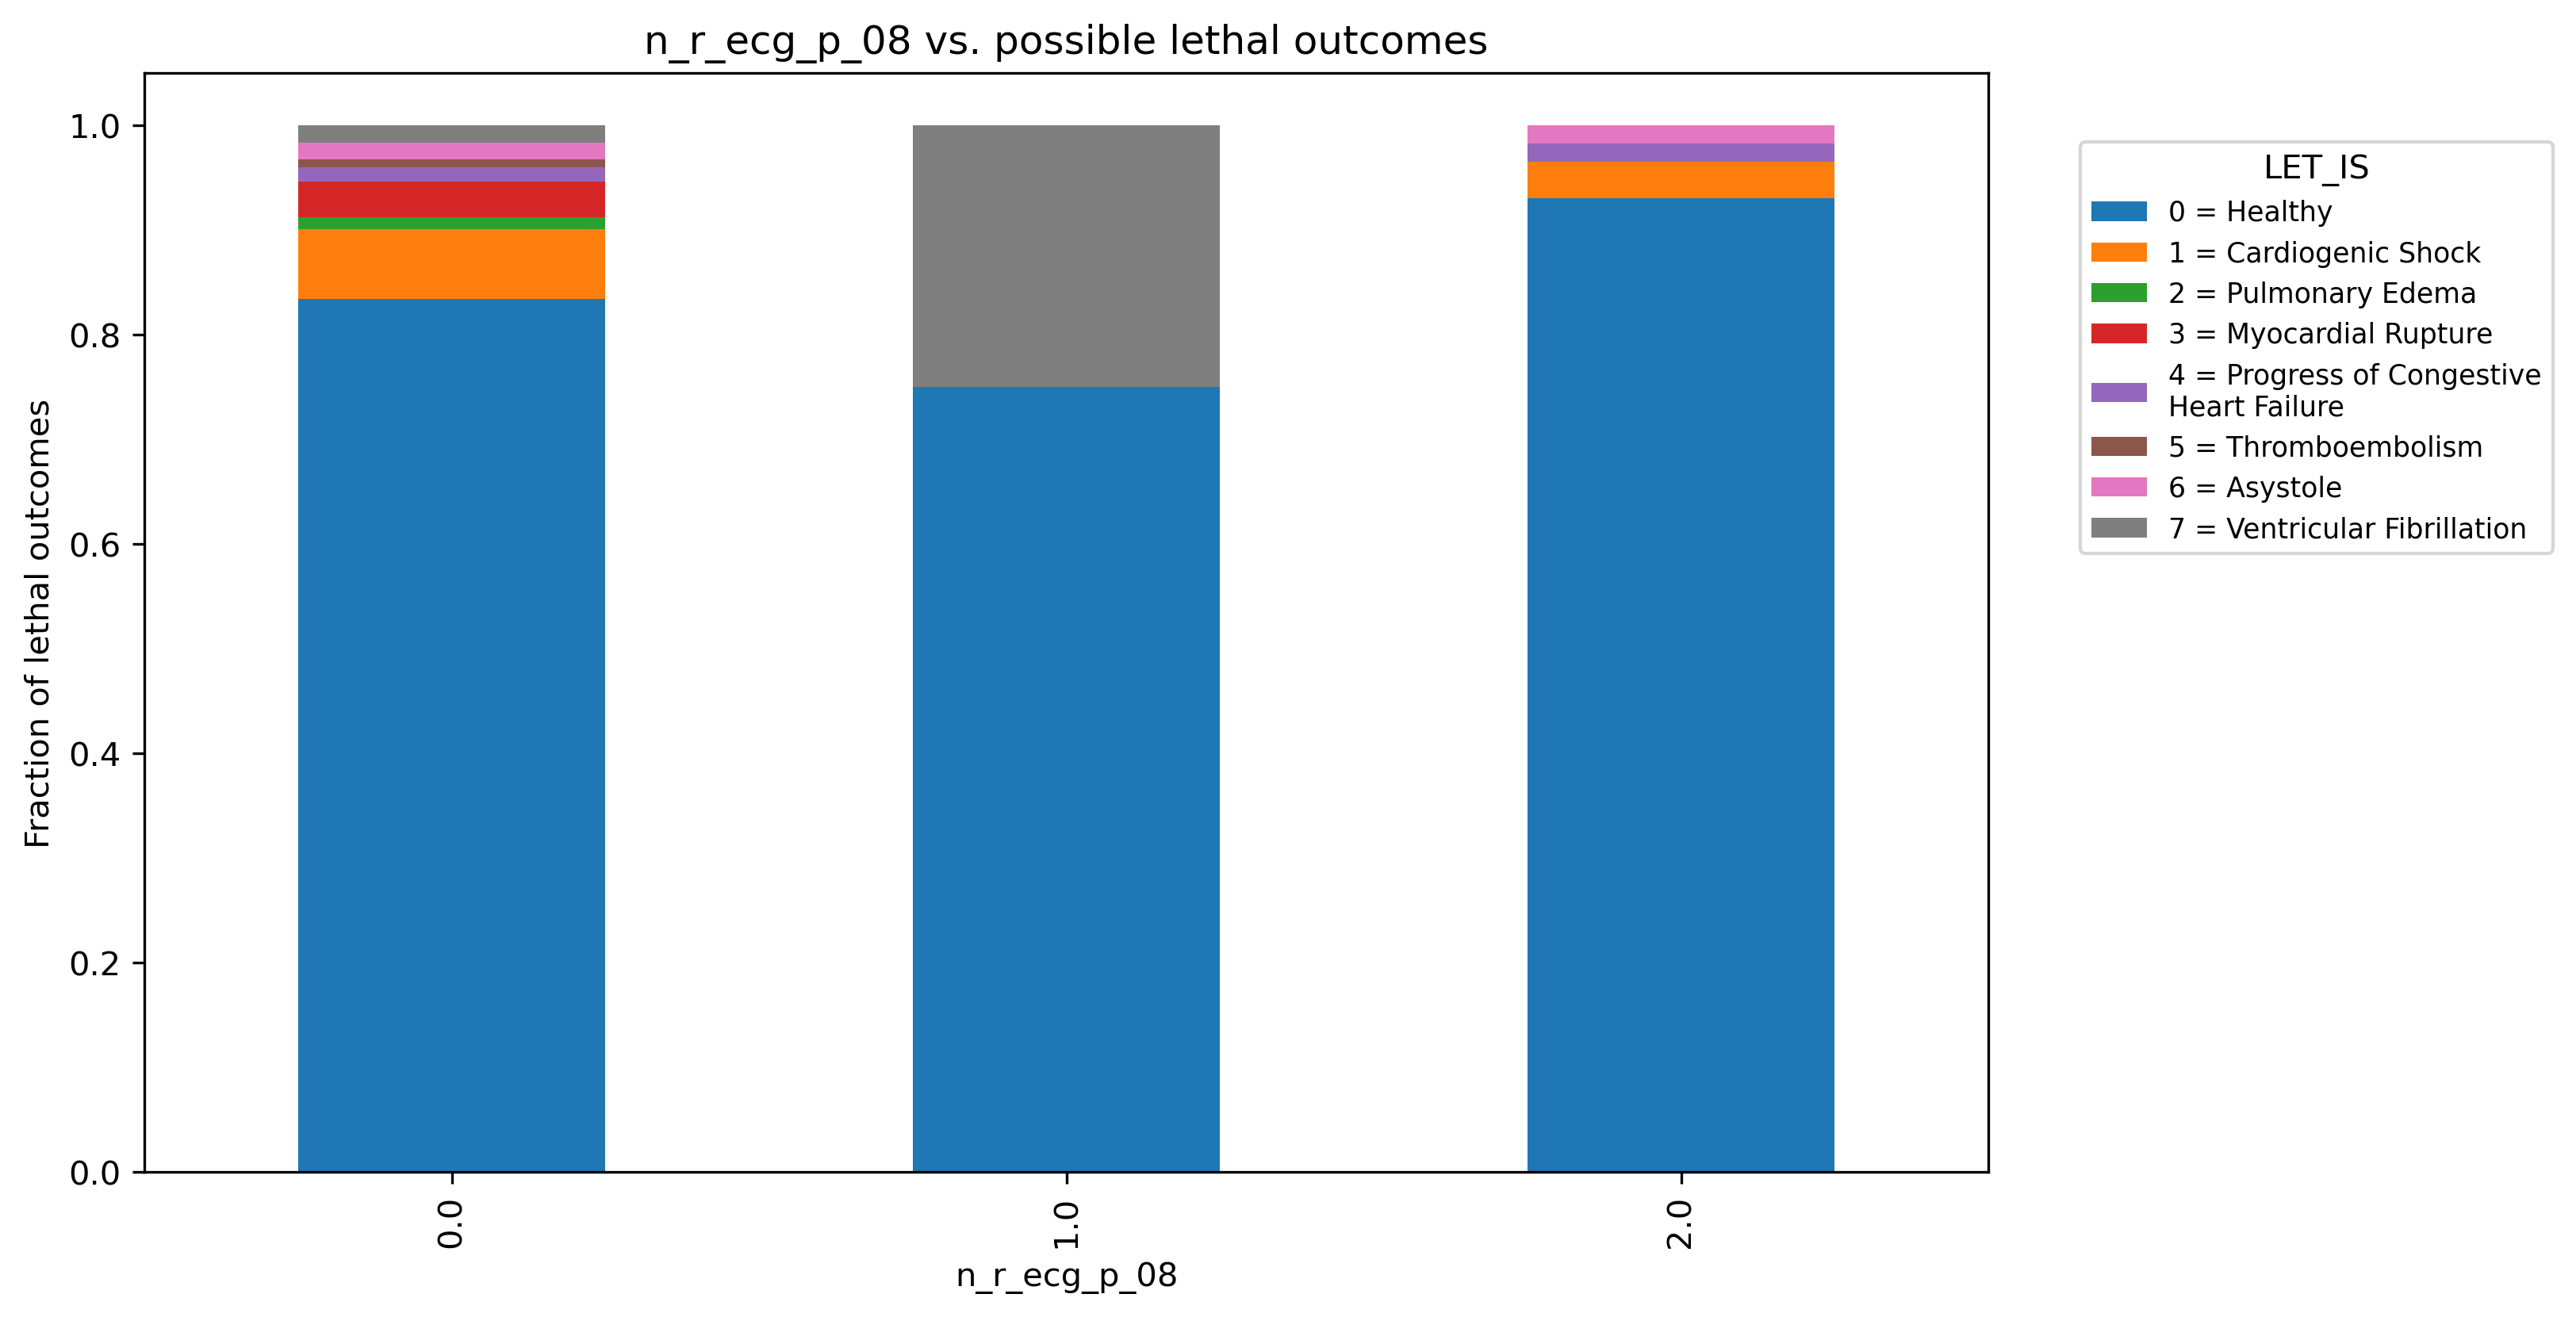 n_r_ecg_p_08 vs. possible lethal outcomes
Fraction of lethal outcomes
1.0
0.8
0.6
0.4
0.2
0.0
0.0
1.0
2.0
n_r_ecg_p_08
LET_IS
0 = Healthy
1 = Cardiogenic Shock
2 = Pulmonary Edema
3 = Myocardial Rupture
4 = Progress of Congestive
Heart Failure
5 = Thromboembolism
6 = Asystole
7 = Ventricular Fibrillation